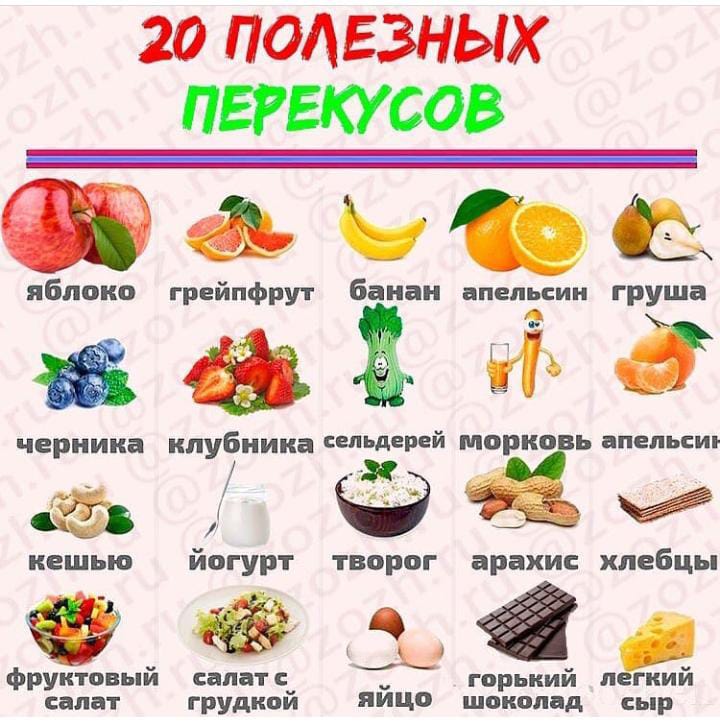 20 ПОЛЕЗНЫХ
ПЕРЕКУСОВ
яблоко грейпфрут банан апельсин груша
черника клубника сельдерей морковь апельсин
кешью йогурт творог арахис хлебцы
фруктовый салат с яйцо горький легкий
салат грудкой шоколад сыр
@zozh.ru